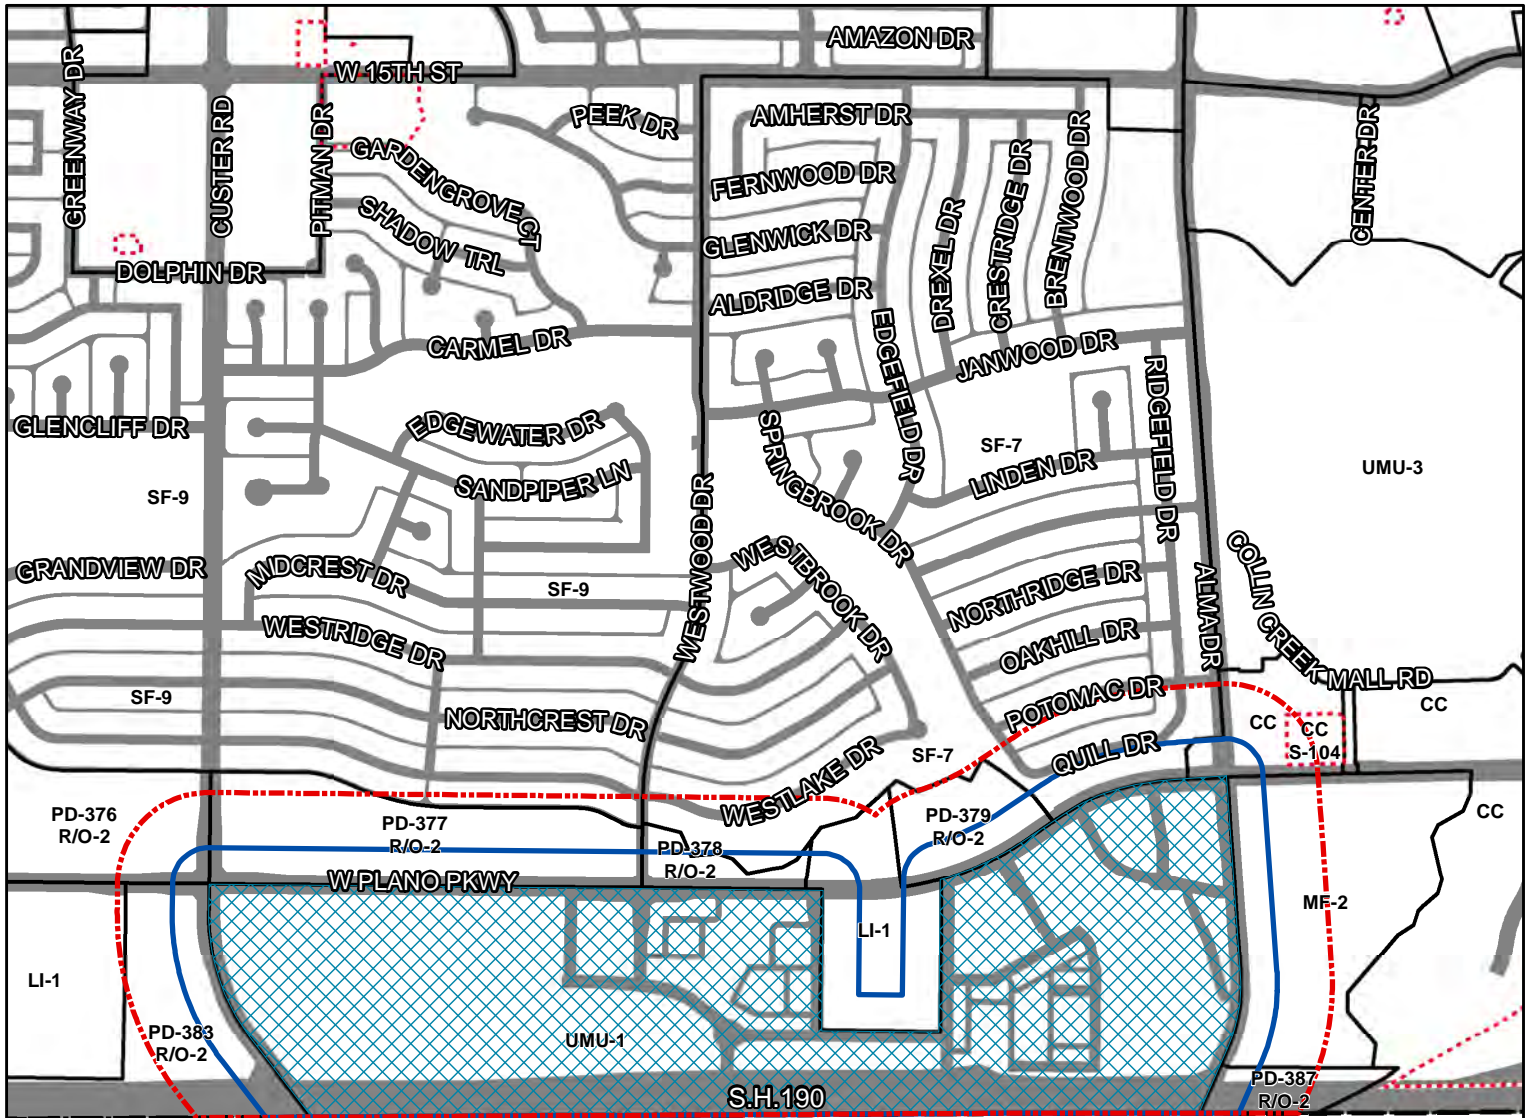 AMAZON DR
W 15TH ST
GREENWAY DR
CUSTER RD
PITMAN DR
PEEK DR
AMHERST DR
GARDENGROVE CT
FERNWOOD DR
SHADOW TRL
GLENWICK DR
DREXEL DR
CRESTRIDGE DR
BRENTWOOD DR
CENTER DR
DOLPHIN DR
ALDRIDGE DR
CARMEL DR
EDGEFIELD DR
JANWOOD DR
RIDGEFIELD DR
GLENCLIFF DR
EDGEWATER DR
SPRINGBROOK DR
SF-7
LINDEN DR
UMU-3
SF-9
SANDPIPER LN
WESTWOOD DR
GRANDVIEW DR
MIDCREST DR
SF-9
WESTBROOK DR
NORTHRIDGE DR
ALMA DR
COLLIN CREEK MALL RD
WESTRIDGE DR
OAKHILL DR
SF-9
NORTHCREST DR
POTOMAC DR
CC
CC
S-104
CC
SF-7
QUILL DR
WESTLAKE DR
PD-376
R/O-2
PD-377
R/O-2
PD-378
R/O-2
PD-379
R/O-2
CC
W PLANO PKWY
LI-1
MF-2
LI-1
PD-383
R/O-2
UMU-1
S.H.190
PD-387
R/O-2